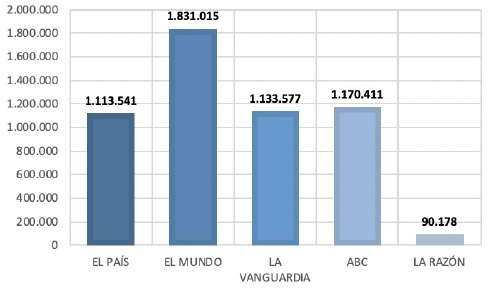 2.000.000
1.800.000
1.600.000
1.400.000
1.200.000
1.000.000
800.000
600.000
400.000
200.000
0
1.113.541
1.831.015
1.133.577
1.170.411
90.178
EL PAÍS
EL MUNDO
LA
VANGUARDIA
ABC
LA RAZÓN